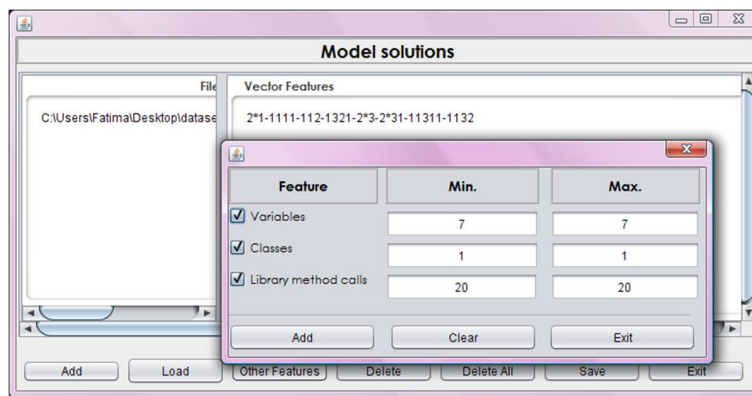 Model solutions
File
Vector Features
C:\Users\Fatima\Desktop\datase
2*1-1111-112-1321-2*3-2*31-11311-1132
Feature Min. Max.
Variables 7 7
Classes 1 1
Library method calls 20 20
Add Clear Exit
Add Load Other Features Delete Delete All Save Exit